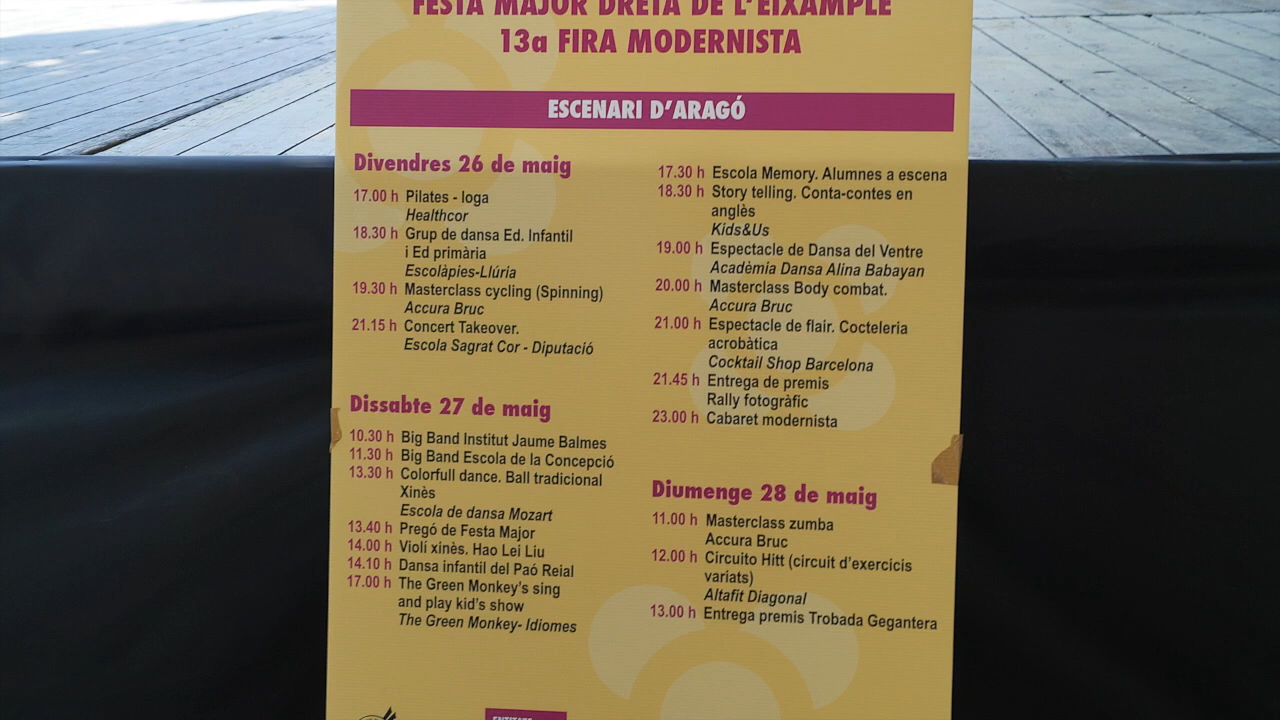 FESTA MAJOR DRETA DE L'EIXAMPLE
13a FIRA MODERNISTA
ESCENARI D'ARAGÓ
Divendres 26 de maig
17.00 h Pilates - Ioga
Healthcor
18.30 h Grup de dansa Ed. Infantil
i Ed primària
Escolàpies-Llúria
19.30 h Masterclass cycling (Spinning)
Accura Bruc
21.15 h Concert Takeover.
Escola Sagrat Cor - Diputació
Dissabte 27 de maig
10.30 h Big Band Institut Jaume Balmes
11.30 h Big Band Escola de la Concepció
13.30 h Colorfull dance. Ball tradicional
Xinès
Escola de dansa Mozart
13.40 h Pregó de Festa Major
14.00 h Violí xinès. Hao Lei Liu
14.10 h Dansa infantil del Paó Reial
17.00 h The Green Monkey's sing
and play kid's show
The Green Monkey- Idiomes
17.30 h Escola Memory. Alumnes a escena
18.30 h Story telling. Conta-contes en
anglès
Kids&Us
19.00 h Espectacle de Dansa del Ventre
Acadèmia Dansa Alina Babayan
20.00 h Masterclass Body combat.
Accura Bruc
21.00 h Espectacle de flair. Cocteleria
acrobàtica
Cocktail Shop Barcelona
21.45 h Entrega de premis
Rally fotogràfic
23.00 h Cabaret modernista
Diumenge 28 de maig
11.00 h Masterclass zumba
Accura Bruc
12.00 h Circuito Hitt (circuit d'exercicis
variats)
Altafit Diagonal
13.00 h Entrega premis Trobada Gegantera